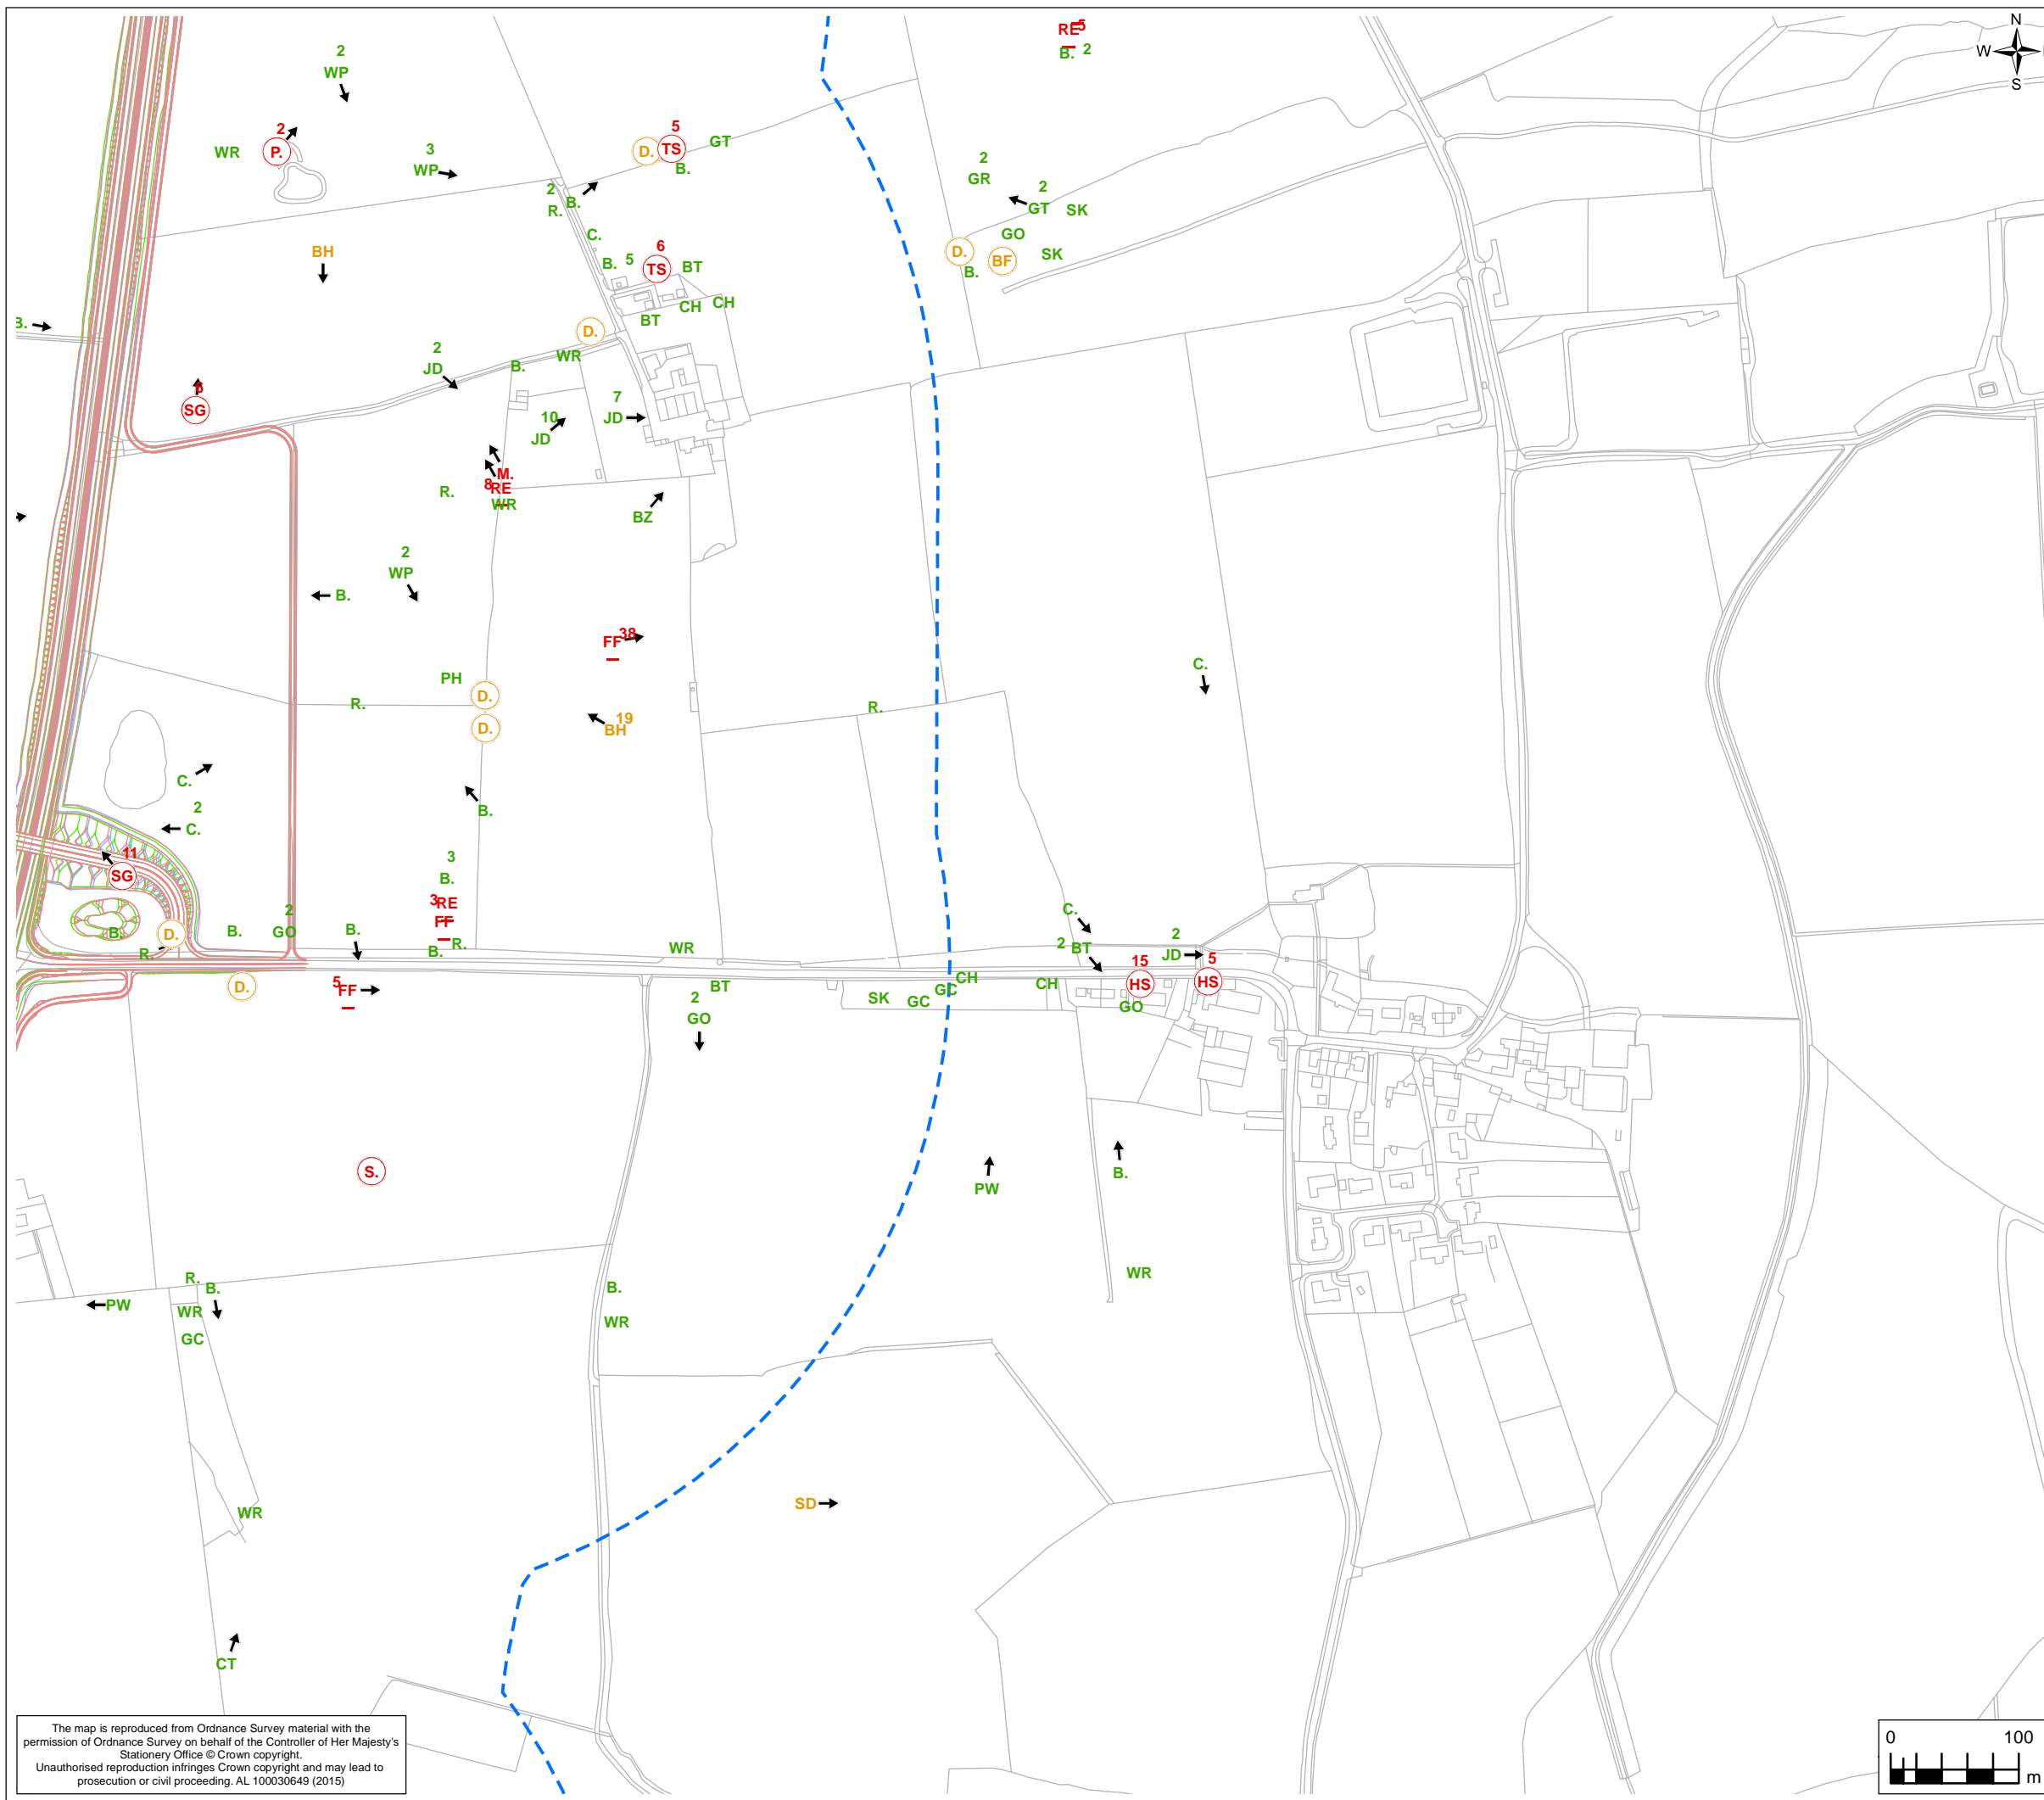 RE 5
B. 2
N
W
S
2
WP
2
P.
WR
3
WP
5
D. TS GT
B.
2
B.
R.
2
GR
2
GT SK
GO
SK
D. BF
B.
C.
6
B. 5 TS BT
BH
CH CH
BT
B.
D.
WR
B.
2
JD
5
SG
7
JD
10
JD
M.
8
RE
WR
R.
BZ
2
WP
B.
38
FF
C.
PH
D.
R.
R.
19
BH
D.
C.
B.
2
C.
11
SG
3
B.
3 RE
FF
2
GO
B.
B.
B. D.
R.
R.
B.
WR
C.
2 BT
2
JD
15
HS
5
HS
CH
CH
GC
GC
SK
GO
BT
2
GO
D.
5
FF
S.
PW
B.
R.
B.
PW
WR
GC
B.
WR
WR
WR
SD
CT
The map is reproduced from Ordnance Survey material with the
permission of Ordnance Survey on behalf of the Controller of Her Majesty's
Stationery Office © Crown copyright.
Unauthorised reproduction infringes Crown copyright and may lead to
prosecution or civil proceeding. AL 100030649 (2015)
0 100
m